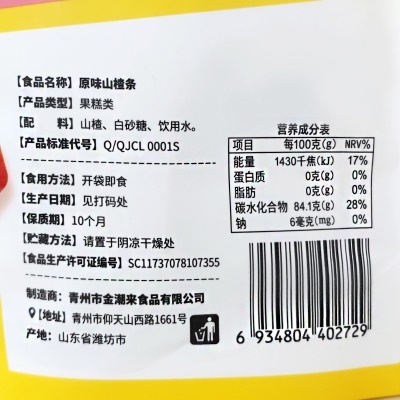 【食品名称】原味山楂条
【产品类型】果糕类
【配 料】山楂、白砂糖、饮用水。
【产品标准代号】Q/QJCL 0001S
【食用方法】开袋即食
【生产日期】见打码处
【保质期】10个月
【贮藏方法】请置于阴凉干燥处
【食品生产许可证编号】SC11737078107355
制造商：青州市金潮来食品有限公司
【地址】青州市仰天山西路1661号
产地：山东省潍坊市
营养成分表
项目 每100克(g) NRV%
能量 1430千焦(kJ) 17%
蛋白质 0克(g) 0%
脂肪 0克(g) 0%
碳水化合物 84.1克(g) 28%
钠 6毫克(mg) 0%
6 934804 402729